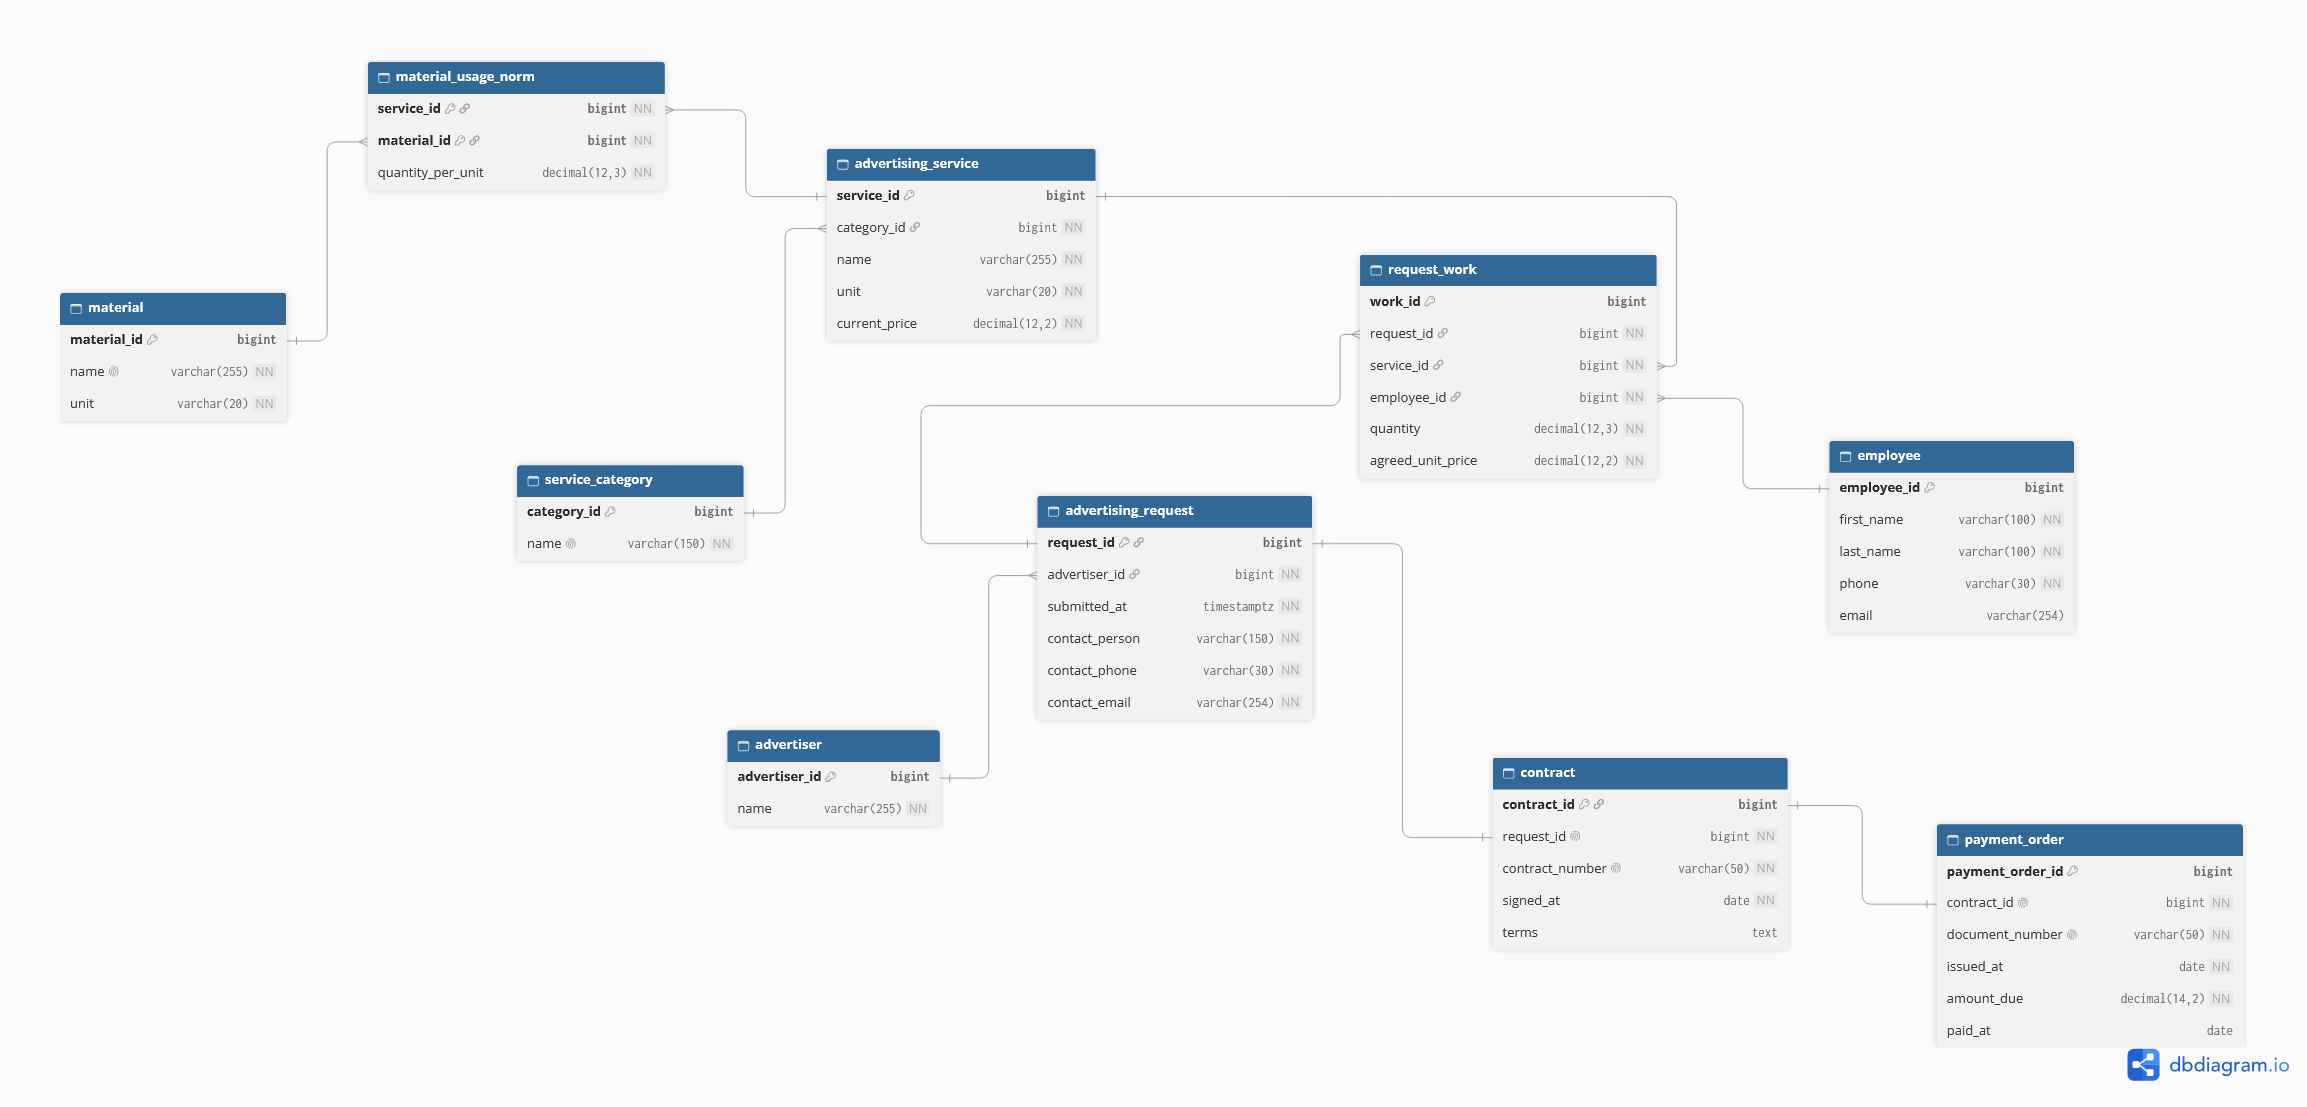 material_usage_norm
service_id bigint NN
material_id bigint NN
quantity_per_unit decimal(12,3) NN
advertising_service
service_id bigint
category_id bigint NN
name varchar(255) NN
unit varchar(20) NN
current_price decimal(12,2) NN
request_work
work_id bigint
request_id bigint NN
service_id bigint NN
employee_id bigint NN
quantity decimal(12,3) NN
agreed_unit_price decimal(12,2) NN
material
material_id bigint
name varchar(255) NN
unit varchar(20) NN
service_category
category_id bigint
name varchar(150) NN
advertising_request
request_id bigint
advertiser_id bigint NN
submitted_at timestamptz NN
contact_person varchar(150) NN
contact_phone varchar(30) NN
contact_email varchar(254) NN
employee
employee_id bigint
first_name varchar(100) NN
last_name varchar(100) NN
phone varchar(30) NN
email varchar(254)
advertiser
advertiser_id bigint
name varchar(255) NN
contract
contract_id bigint
request_id bigint NN
contract_number varchar(50) NN
signed_at date NN
terms text
payment_order
payment_order_id bigint
contract_id bigint NN
document_number varchar(50) NN
issued_at date NN
amount_due decimal(14,2) NN
paid_at date
dbdiagram.io